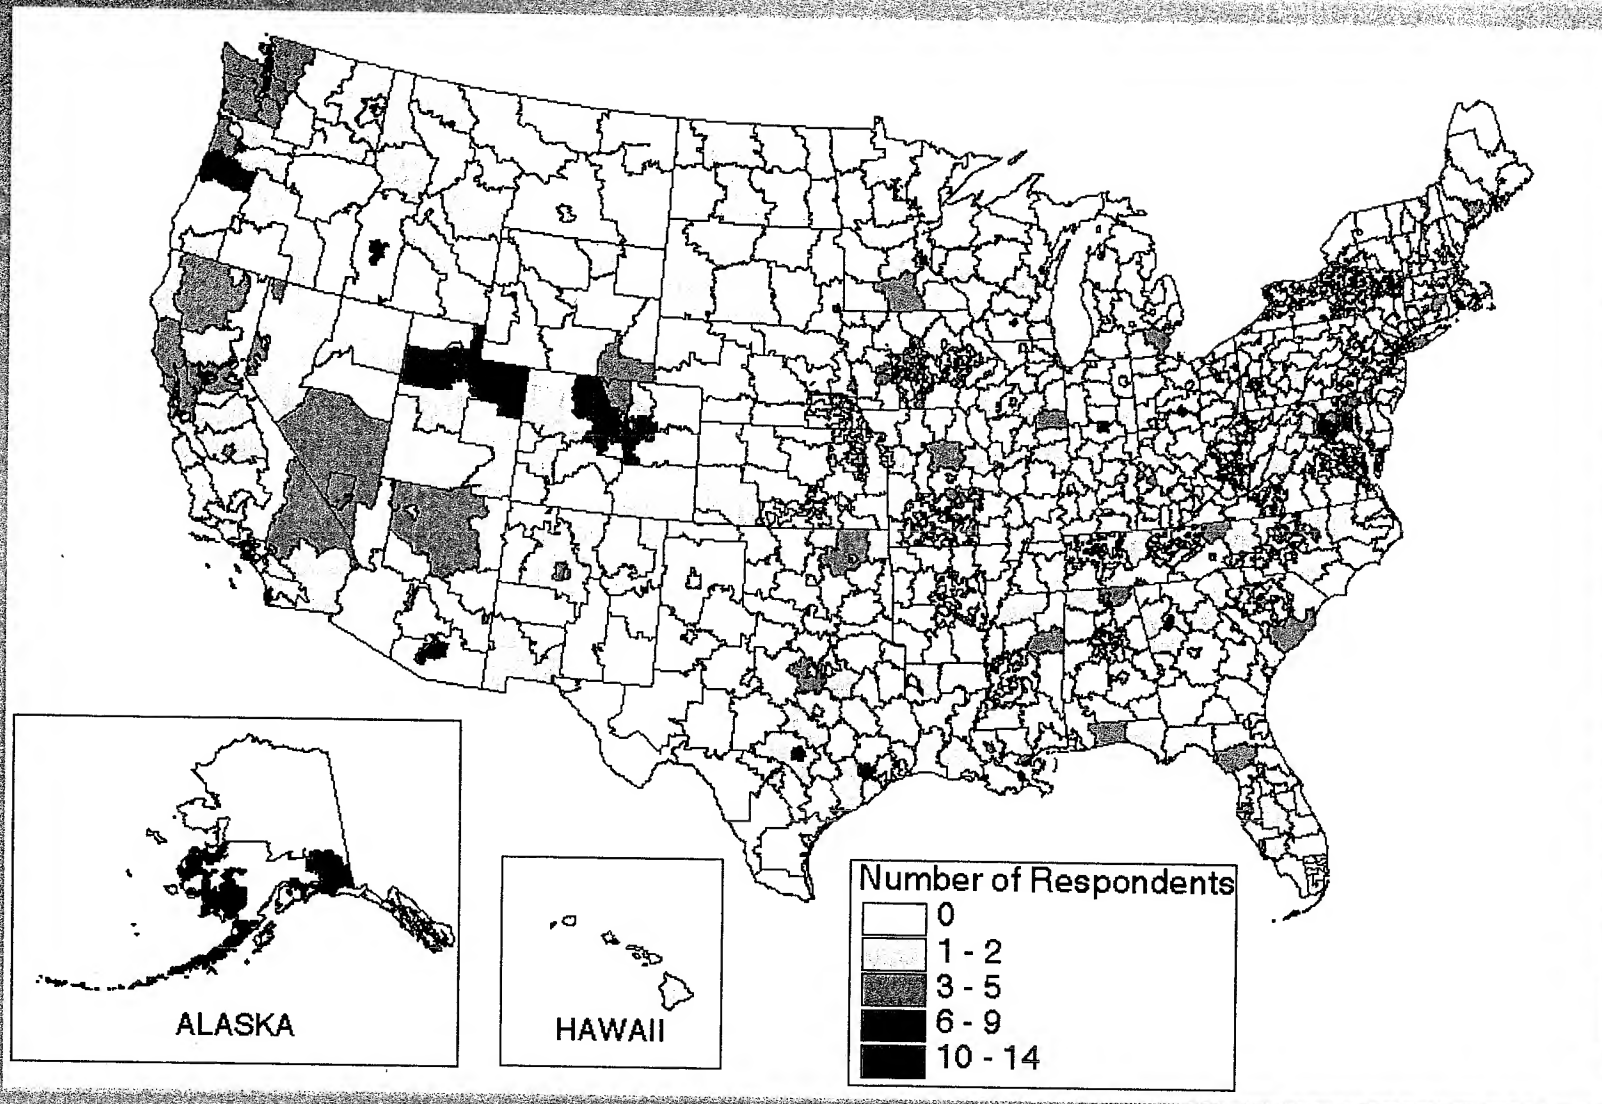 ALASKA
HAWAII
Number of Respondents
0
1 - 2
3 - 5
6 - 9
10 - 14